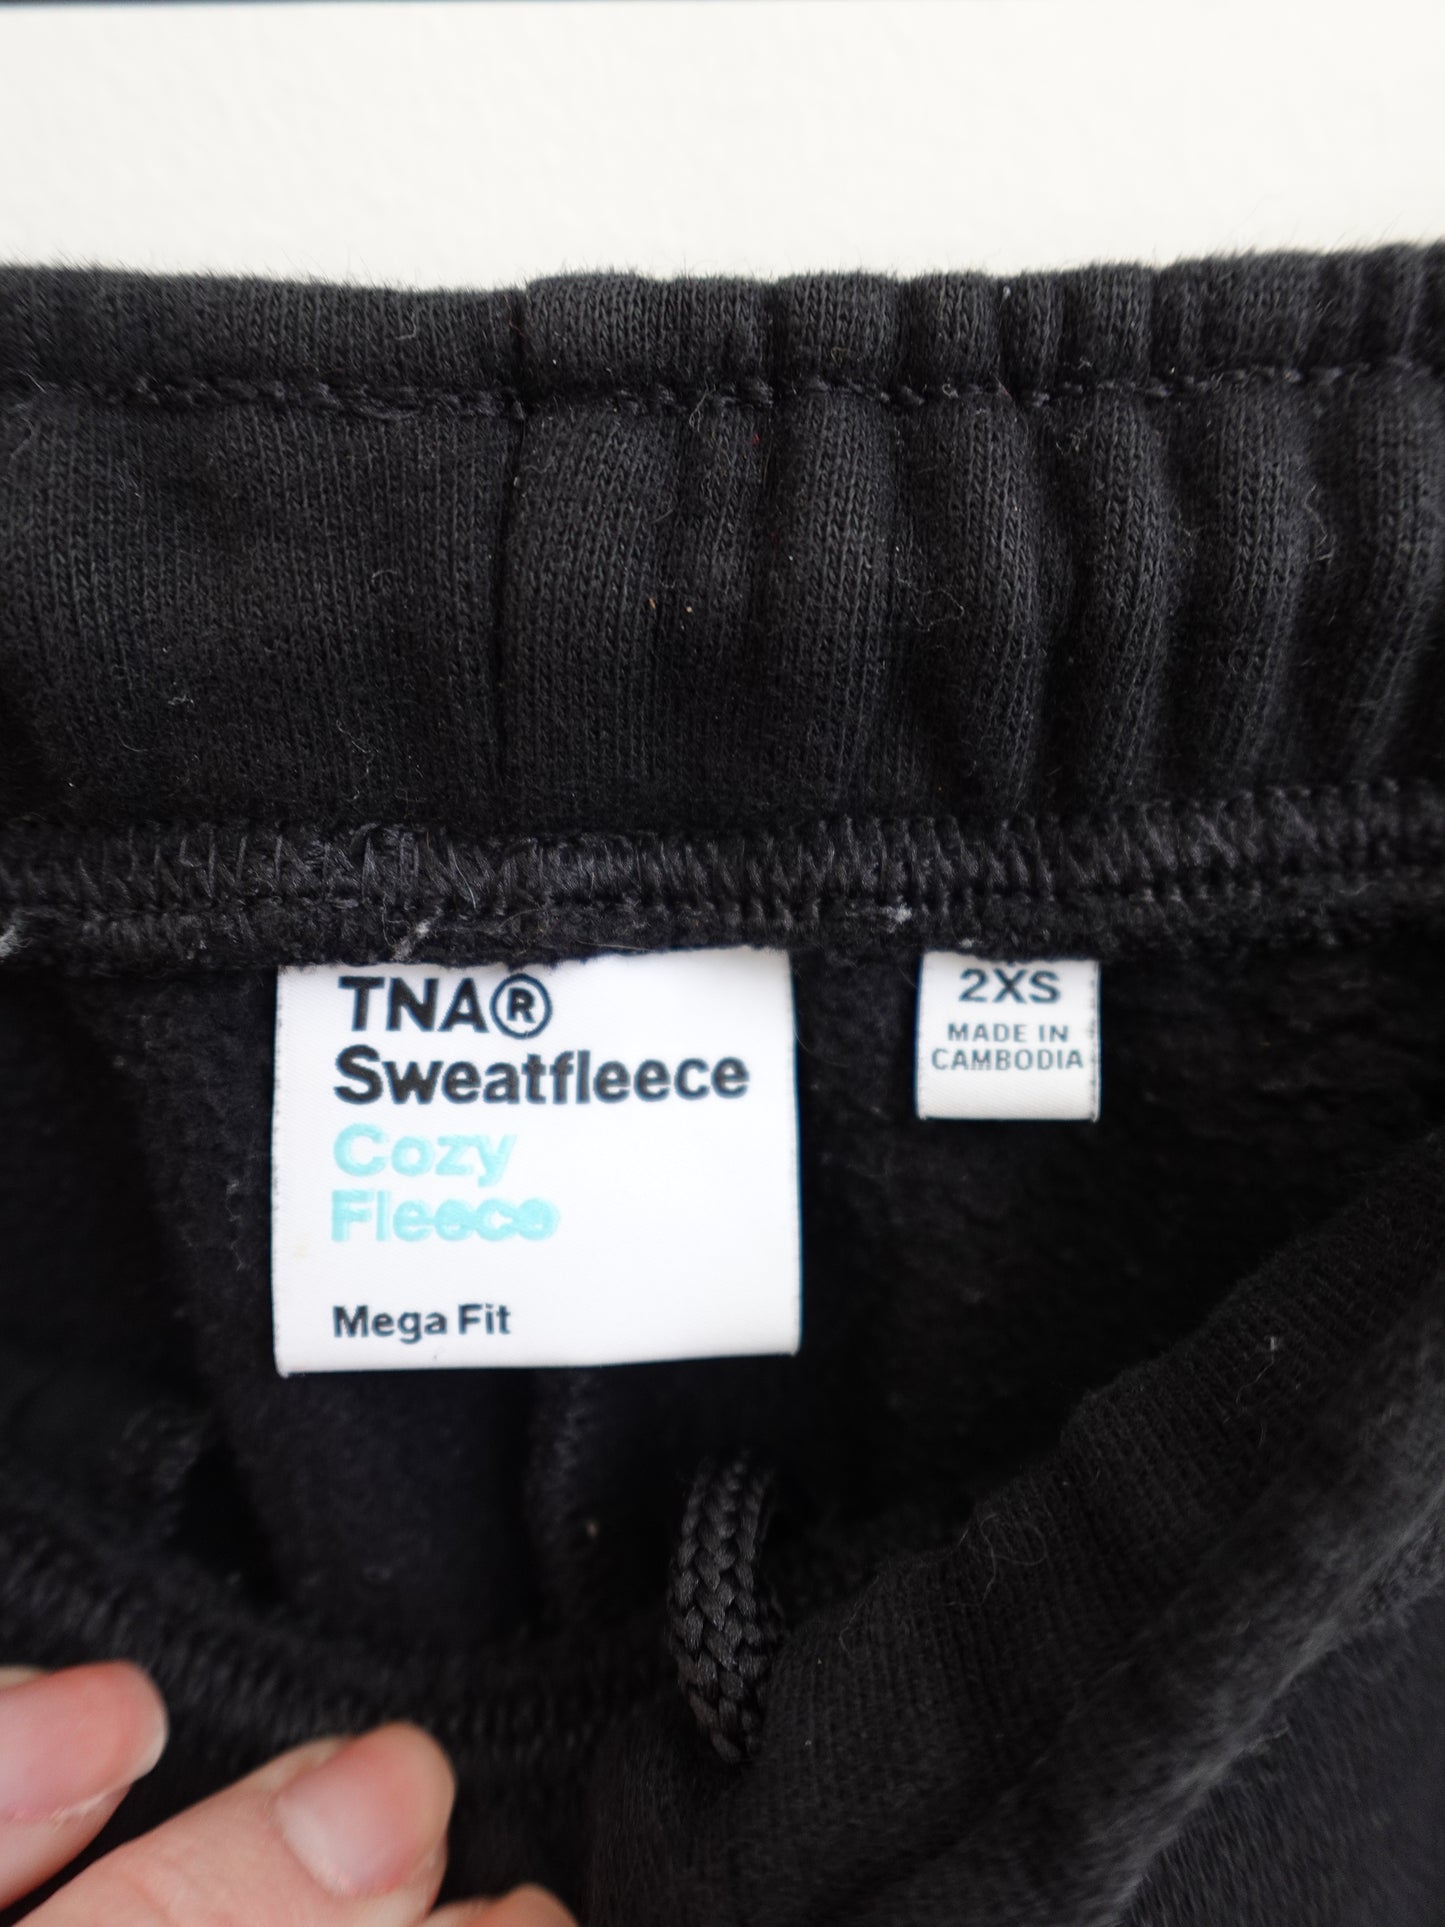 TNA®
Sweatfleece
Cozy
Fleece
Mega Fit
2XS
MADE IN
CAMBODIA